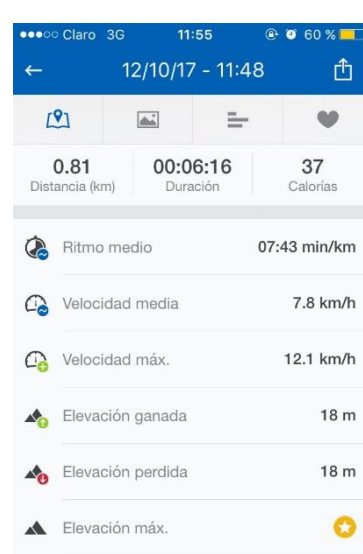 Claro 3G 11:55 60 %
12/10/17 - 11:48
0.81 00:06:16 37
Distancia (km) Duración Calorías
Ritmo medio 07:43 min/km
Velocidad media 7.8 km/h
Velocidad máx. 12.1 km/h
Elevación ganada 18 m
Elevación perdida 18 m
Elevación máx.